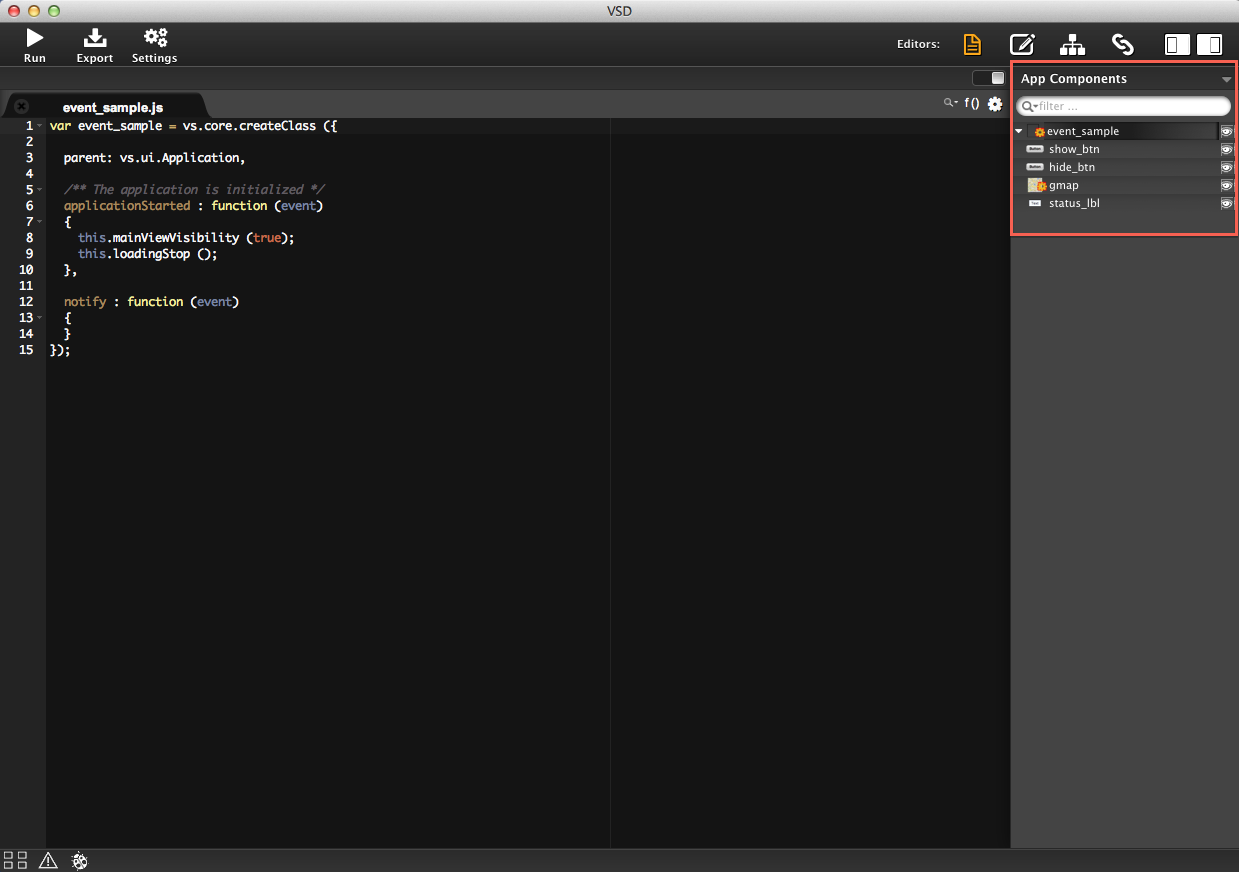 VSD
Run Export Settings Editors:
event_sample.js
f()
1 var event_sample = vs.core.createClass ({
2
3 parent: vs.ui.Application,
4
5 /** The application is initialized */
6 applicationStarted : function (event)
7 {
8 this.mainViewVisibility (true);
9 this.loadingStop ();
10 },
11
12 notify : function (event)
13 {
14 }
15 });
App Components
filter ...
event_sample
Button show_btn
Button hide_btn
gmap
status_lbl